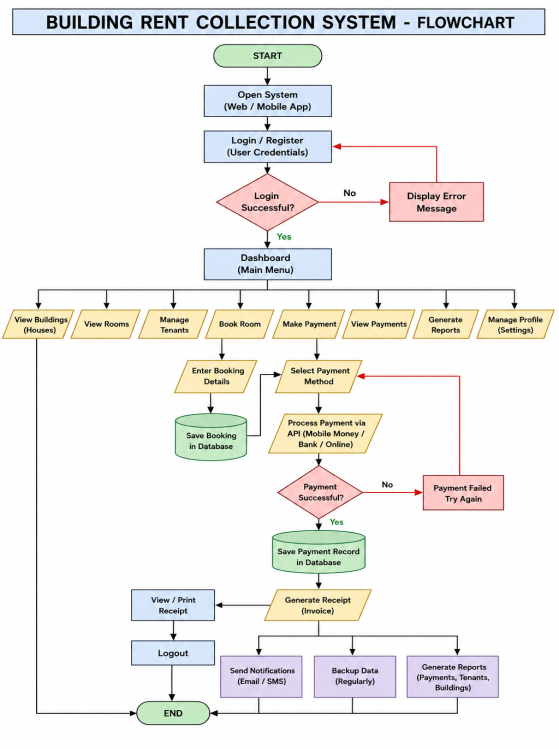 BUILDING RENT COLLECTION SYSTEM - FLOWCHART
START
Open System
(Web / Mobile App)
Login / Register
(User Credentials)
Login
Successful?
No
Display Error
Message
Yes
Dashboard
(Main Menu)
View Buildings
(Houses)
View Rooms
Manage
Tenants
Book Room
Make Payment
View Payments
Generate
Reports
Manage Profile
(Settings)
Enter Booking
Details
Select Payment
Method
Save Booking
in Database
Process Payment via
API (Mobile Money /
Bank / Online)
Payment
Successful?
No
Payment Failed
Try Again
Yes
Save Payment Record
in Database
View / Print
Receipt
Generate Receipt
(Invoice)
Logout
Send Notifications
(Email / SMS)
Backup Data
(Regularly)
Generate Reports
(Payments, Tenants,
Buildings)
END